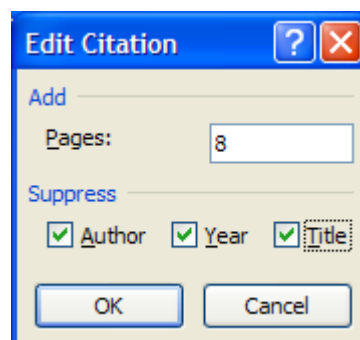 Edit Citation
Add
Pages: 8
Suppress
Author Year Title
OK Cancel